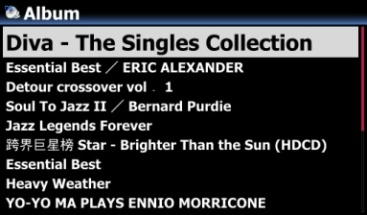 Album
Diva - The Singles Collection
Essential Best ／ ERIC ALEXANDER
Detour crossover vol． 1
Soul To Jazz II ／ Bernard Purdie
Jazz Legends Forever
跨界巨星榜 Star - Brighter Than the Sun (HDCD)
Essential Best
Heavy Weather
YO-YO MA PLAYS ENNIO MORRICONE